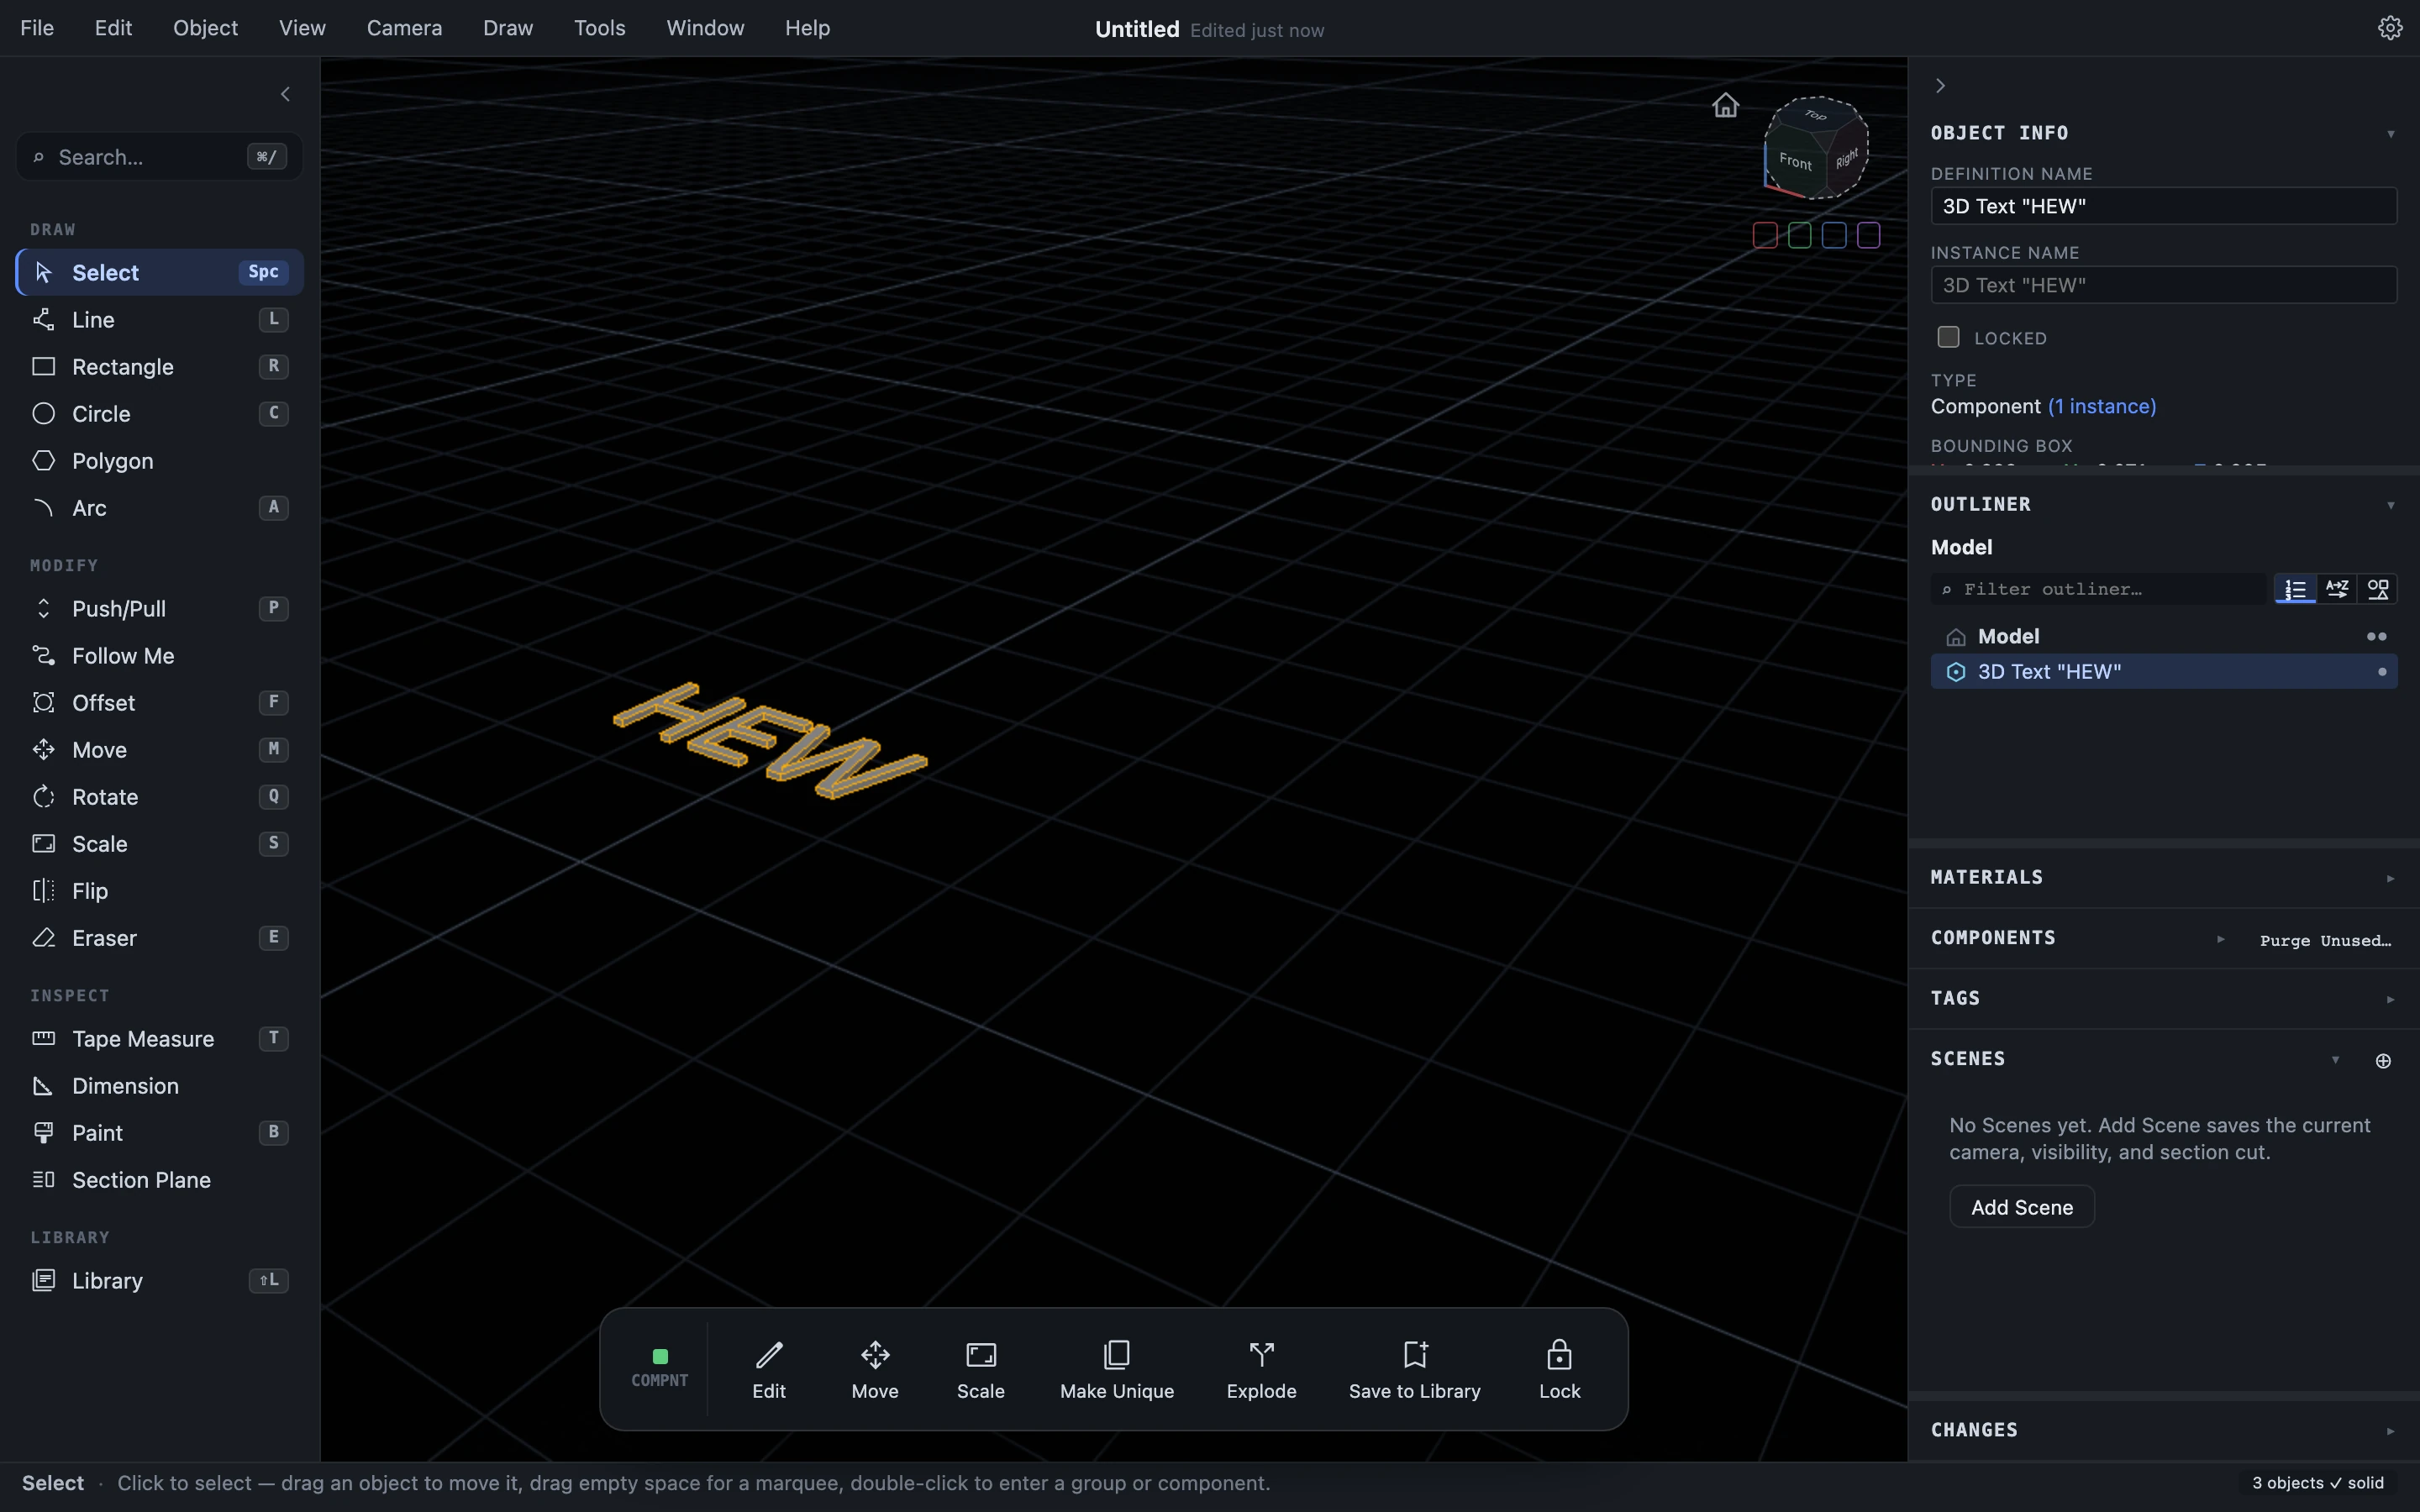 File Edit Object View Camera Draw Tools Window Help
Untitled Edited just now
Search... ⌘/
DRAW
Select Spc
Line L
Rectangle R
Circle C
Polygon
Arc A
MODIFY
Push/Pull P
Follow Me
Offset F
Move M
Rotate Q
Scale S
Flip
Eraser E
INSPECT
Tape Measure T
Dimension
Paint B
Section Plane
LIBRARY
Library ⇧L
Top
Front
Right
HEW
COMPNT
Edit
Move
Scale
Make Unique
Explode
Save to Library
Lock
OBJECT INFO
DEFINITION NAME
3D Text "HEW"
INSTANCE NAME
3D Text "HEW"
LOCKED
TYPE
Component (1 instance)
BOUNDING BOX
OUTLINER
Model
Filter outliner…
Model
3D Text "HEW"
MATERIALS
COMPONENTS Purge Unused…
TAGS
SCENES
No Scenes yet. Add Scene saves the current
camera, visibility, and section cut.
Add Scene
CHANGES
Select · Click to select — drag an object to move it, drag empty space for a marquee, double-click to enter a group or component.
3 objects ✓ solid